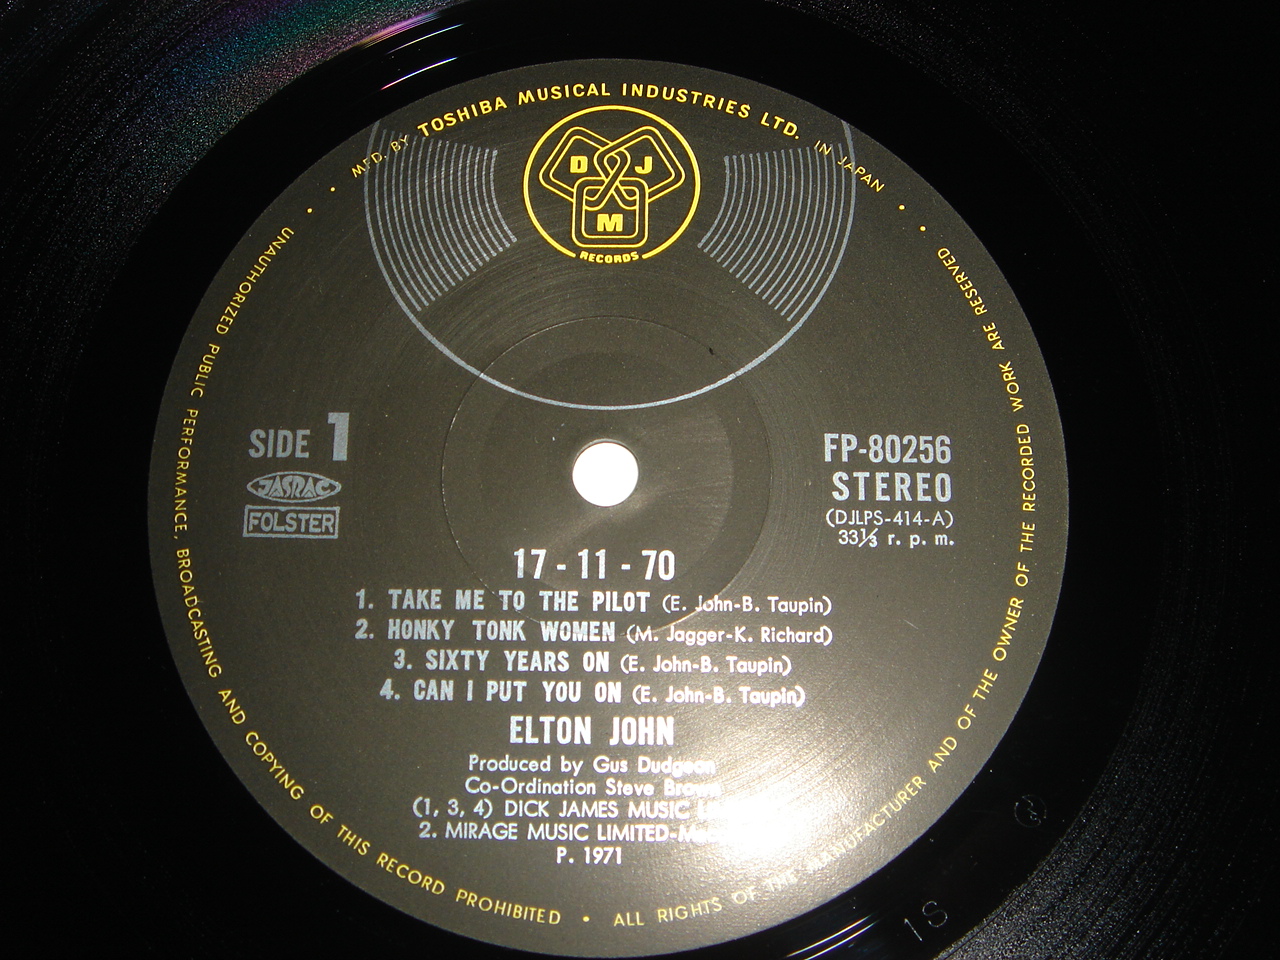 MFD. BY TOSHIBA MUSICAL INDUSTRIES LTD. IN JAPAN
D J
M
RECORDS
SIDE 1
JASRAC
FOLSTER
FP-80256
STEREO
(DJLPS-414-A)
33⅓ r. p. m.
17 - 11 - 70
1. TAKE ME TO THE PILOT (E. John-B. Taupin)
2. HONKY TONK WOMEN (M. Jagger-K. Richard)
3. SIXTY YEARS ON (E. John-B. Taupin)
4. CAN I PUT YOU ON (E. John-B. Taupin)
ELTON JOHN
Produced by Gus Dudgeon
Co-Ordination Steve Brown
(1, 3, 4) DICK JAMES MUSIC
2. MIRAGE MUSIC LIMITED-
P. 1971
UNAUTHORIZED PUBLIC PERFORMANCE, BROADCASTING AND COPYING OF THIS RECORD PROHIBITED • ALL RIGHTS OF THE MANUFACTURER AND OF THE OWNER OF THE RECORDED WORK ARE RESERVED
1S